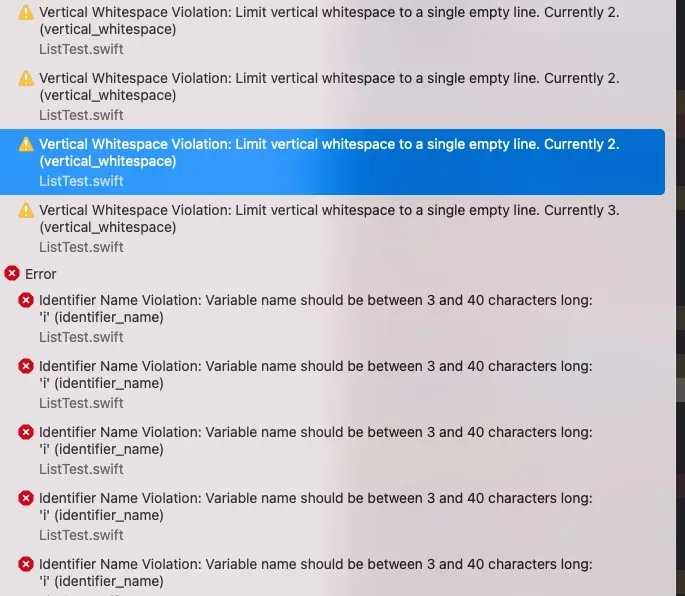 Vertical Whitespace Violation: Limit vertical whitespace to a single empty line. Currently 2.
(vertical_whitespace)
ListTest.swift
Vertical Whitespace Violation: Limit vertical whitespace to a single empty line. Currently 2.
(vertical_whitespace)
ListTest.swift
Vertical Whitespace Violation: Limit vertical whitespace to a single empty line. Currently 2.
(vertical_whitespace)
ListTest.swift
Vertical Whitespace Violation: Limit vertical whitespace to a single empty line. Currently 3.
(vertical_whitespace)
ListTest.swift
Error
Identifier Name Violation: Variable name should be between 3 and 40 characters long:
'i' (identifier_name)
ListTest.swift
Identifier Name Violation: Variable name should be between 3 and 40 characters long:
'i' (identifier_name)
ListTest.swift
Identifier Name Violation: Variable name should be between 3 and 40 characters long:
'i' (identifier_name)
ListTest.swift
Identifier Name Violation: Variable name should be between 3 and 40 characters long:
'i' (identifier_name)
ListTest.swift
Identifier Name Violation: Variable name should be between 3 and 40 characters long:
'i' (identifier_name)